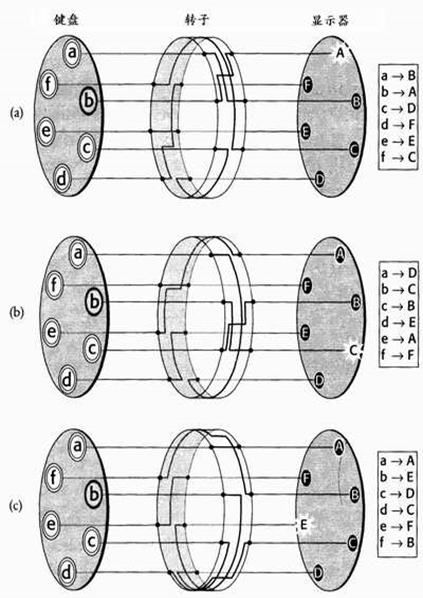 键盘 转子 显示器
(a)
a A
f F
b B
e E
c C
d D
a → B
b → A
c → D
d → F
e → E
f → C
(b)
a A
f F
b B
e E
c C
d D
a → D
b → C
c → B
d → E
e → A
f → F
(c)
a A
f F
b B
e E
c C
d D
a → A
b → E
c → D
d → C
e → F
f → B